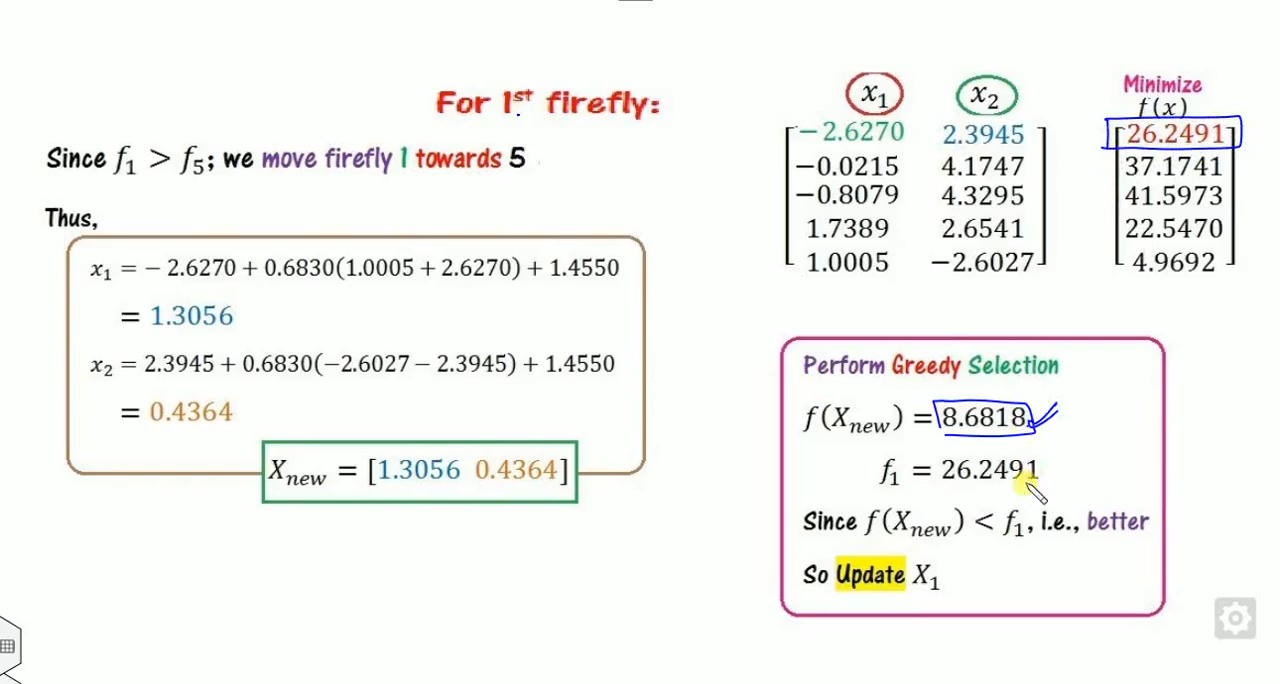 For 1ˢᵗ firefly:
Since f₁ > f₅; we move firefly 1 towards 5
Thus,
x₁ = − 2.6270 + 0.6830(1.0005 + 2.6270) + 1.4550
= 1.3056
x₂ = 2.3945 + 0.6830(−2.6027 − 2.3945) + 1.4550
= 0.4364
X_new = [1.3056 0.4364]
Minimize
x₁ x₂ f(x)
−2.6270 2.3945 26.2491
−0.0215 4.1747 37.1741
−0.8079 4.3295 41.5973
1.7389 2.6541 22.5470
1.0005 −2.6027 4.9692
Perform Greedy Selection
f(X_new) = 8.6818
f₁ = 26.2491
Since f(X_new) < f₁, i.e., better
So Update X₁